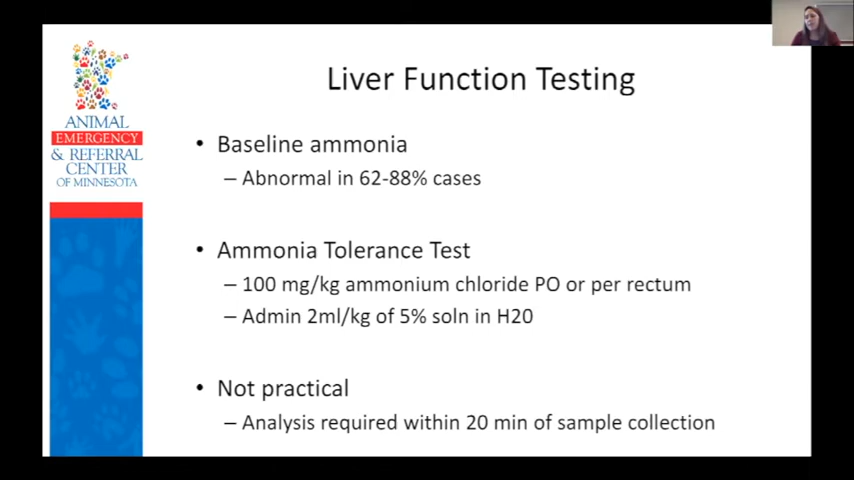 Liver Function Testing
ANIMAL
EMERGENCY
& REFERRAL
CENTER
OF MINNESOTA
• Baseline ammonia
– Abnormal in 62-88% cases
• Ammonia Tolerance Test
– 100 mg/kg ammonium chloride PO or per rectum
– Admin 2ml/kg of 5% soln in H20
• Not practical
– Analysis required within 20 min of sample collection